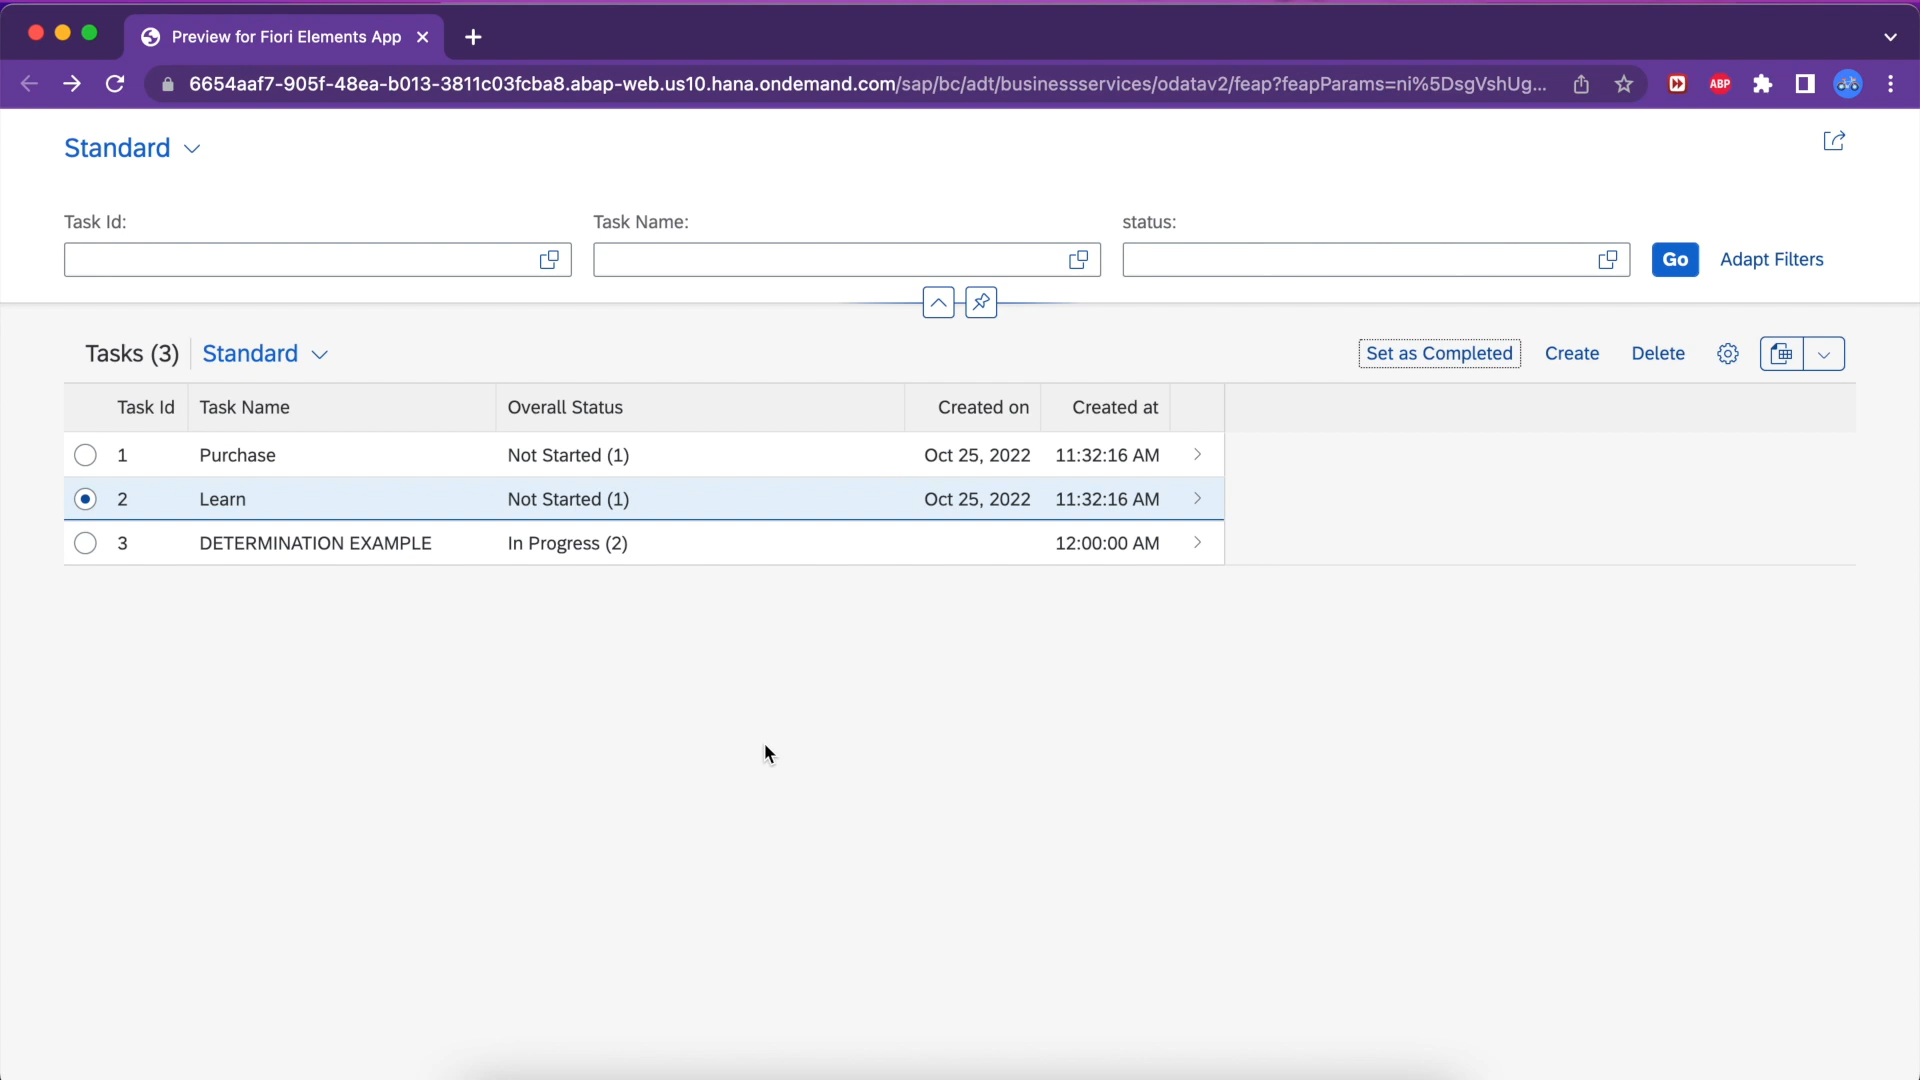 Preview for Fiori Elements App
6654aaf7-905f-48ea-b013-3811c03fcba8.abap-web.us10.hana.ondemand.com/sap/bc/adt/businessservices/odatav2/feap?feapParams=ni%5DsgVshUg...
ABP
Standard
Task Id: Task Name: status:
Go Adapt Filters
Tasks (3) Standard Set as Completed Create Delete
Task Id Task Name Overall Status Created on Created at
1 Purchase Not Started (1) Oct 25, 2022 11:32:16 AM
2 Learn Not Started (1) Oct 25, 2022 11:32:16 AM
3 DETERMINATION EXAMPLE In Progress (2) 12:00:00 AM